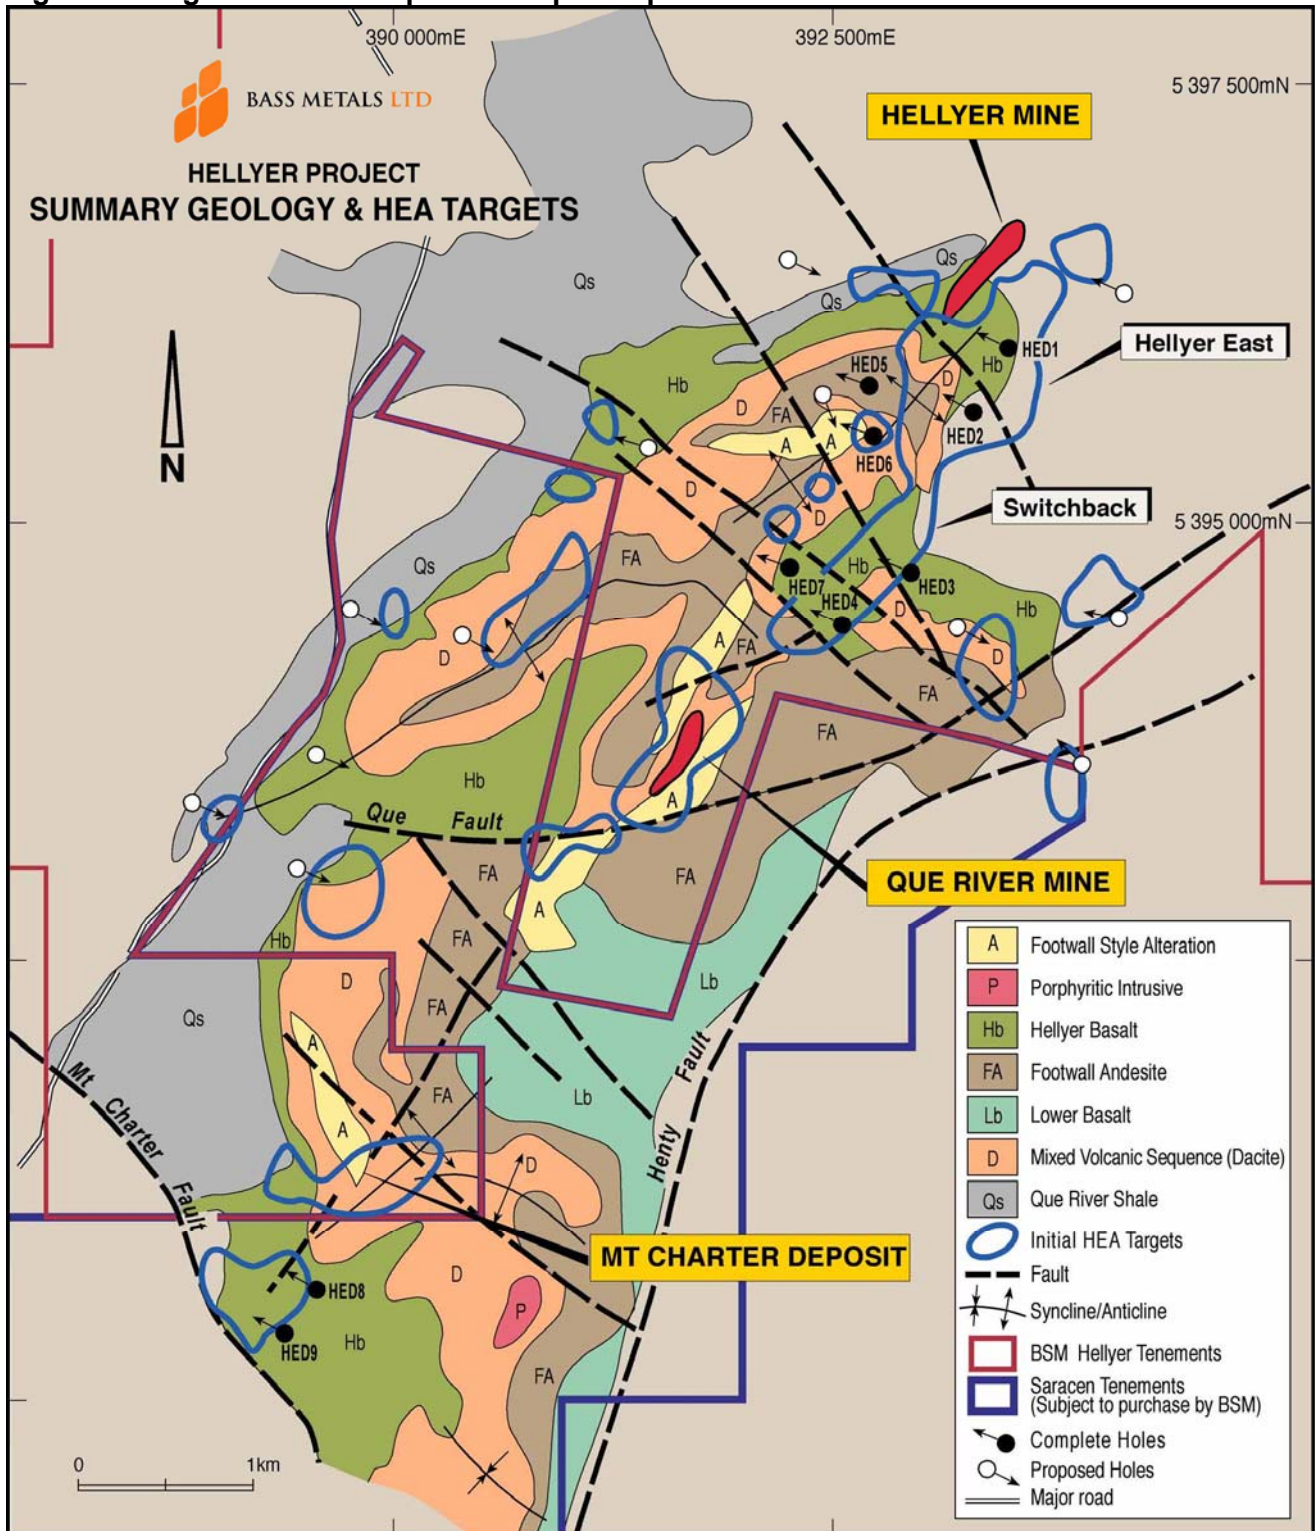 390 000mE
392 500mE
5 397 500mN
BASS METALS LTD
HELLYER PROJECT
SUMMARY GEOLOGY & HEA TARGETS
HELLYER MINE
Qs
Qs
Qs
Hellyer East
HED1
Hb
Hb
HED5
D
D
FA
HED2
A
A
HED6
N
D
D
Switchback
5 395 000mN
FA
Qs
Hb
HED7
HED3
HED4
D
Hb
A
FA
D
D
FA
FA
Hb
A
Que Fault
FA
FA
QUE RIVER MINE
A
Hb
FA
D
Lb
FA
Qs
A
Mt Charter Fault
FA
Lb
Henty Fault
A
D
MT CHARTER DEPOSIT
D
HED8
P
Hb
HED9
FA
0
1km
A
Footwall Style Alteration
P
Porphyritic Intrusive
Hb
Hellyer Basalt
FA
Footwall Andesite
Lb
Lower Basalt
D
Mixed Volcanic Sequence (Dacite)
Qs
Que River Shale
Initial HEA Targets
Fault
Syncline/Anticline
BSM Hellyer Tenements
Saracen Tenements
(Subject to purchase by BSM)
Complete Holes
Proposed Holes
Major road